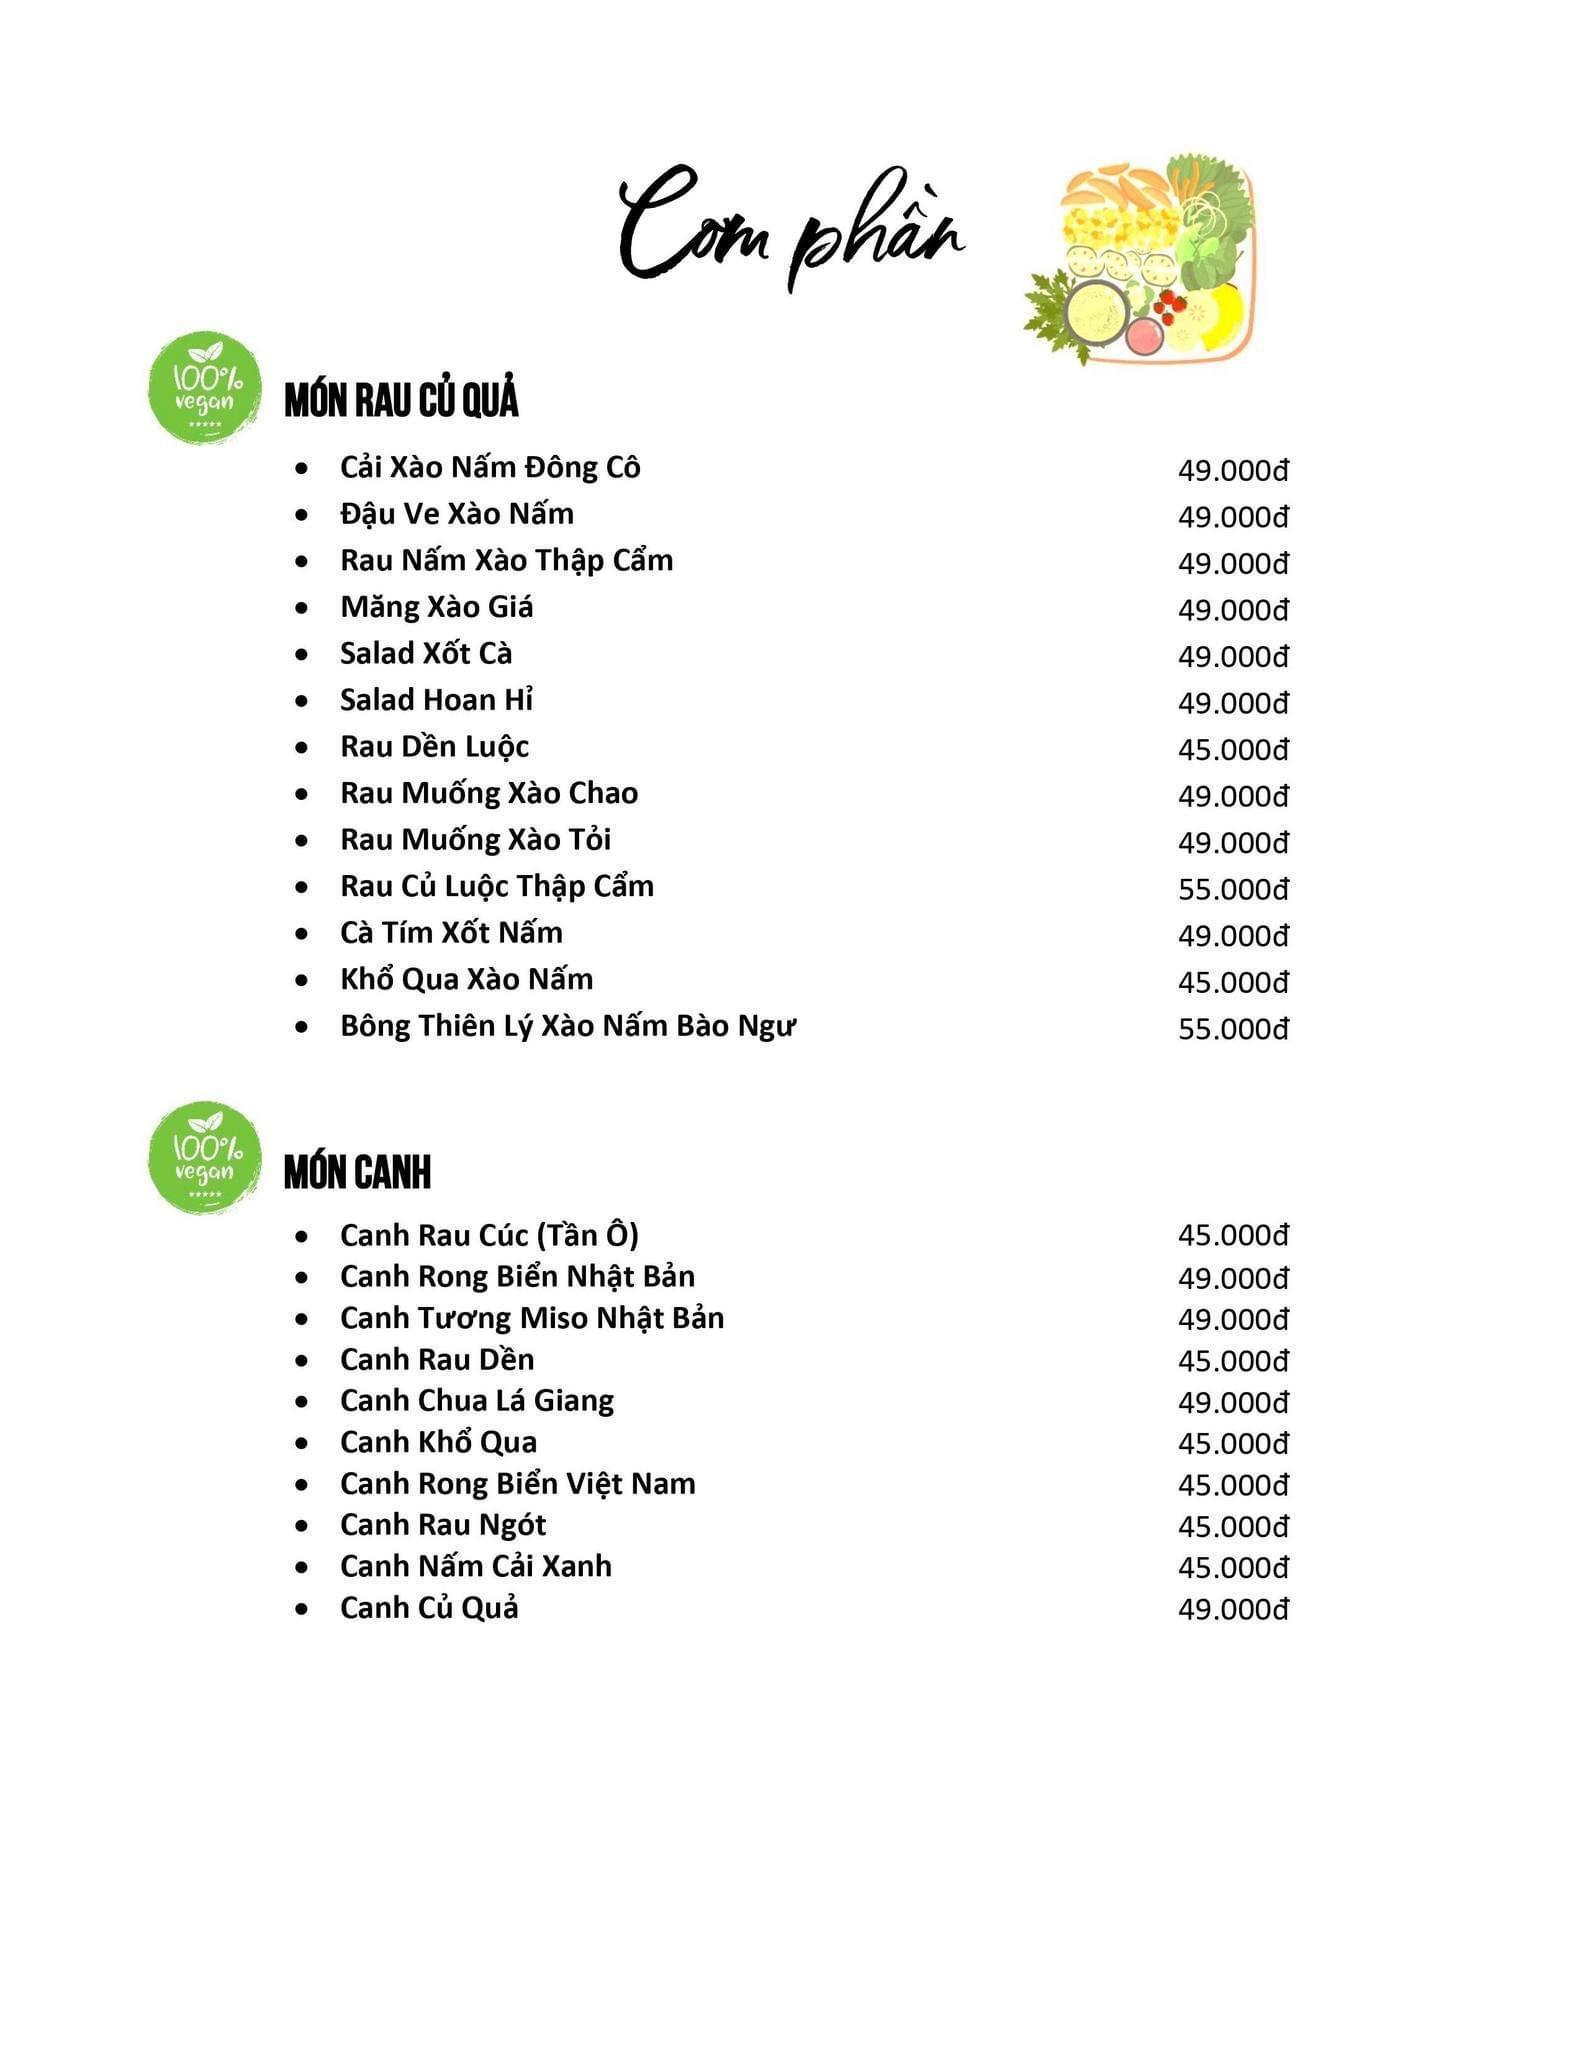 Cơm phần
100%
vegan
MÓN RAU CỦ QUẢ
• Cải Xào Nấm Đông Cô 49.000đ
• Đậu Ve Xào Nấm 49.000đ
• Rau Nấm Xào Thập Cẩm 49.000đ
• Măng Xào Giá 49.000đ
• Salad Xốt Cà 49.000đ
• Salad Hoan Hỉ 49.000đ
• Rau Dền Luộc 45.000đ
• Rau Muống Xào Chao 49.000đ
• Rau Muống Xào Tỏi 49.000đ
• Rau Củ Luộc Thập Cẩm 55.000đ
• Cà Tím Xốt Nấm 49.000đ
• Khổ Qua Xào Nấm 45.000đ
• Bông Thiên Lý Xào Nấm Bào Ngư 55.000đ
100%
vegan
MÓN CANH
• Canh Rau Cúc (Tần Ô) 45.000đ
• Canh Rong Biển Nhật Bản 49.000đ
• Canh Tương Miso Nhật Bản 49.000đ
• Canh Rau Dền 45.000đ
• Canh Chua Lá Giang 49.000đ
• Canh Khổ Qua 45.000đ
• Canh Rong Biển Việt Nam 45.000đ
• Canh Rau Ngót 45.000đ
• Canh Nấm Cải Xanh 45.000đ
• Canh Củ Quả 49.000đ